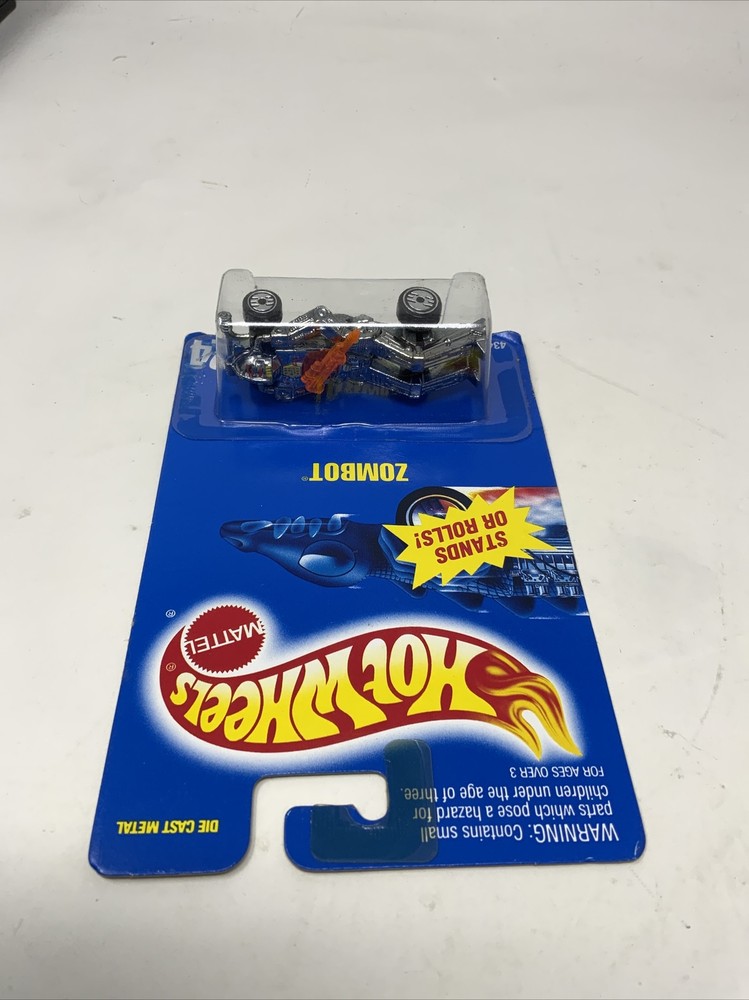 WARNING: Contains small
parts which pose a hazard for
children under the age of three.
FOR AGES OVER 3
DIE CAST METAL
HOT WHEELS®
MATTEL®
STANDS
OR ROLLS!
ZOMBOT®